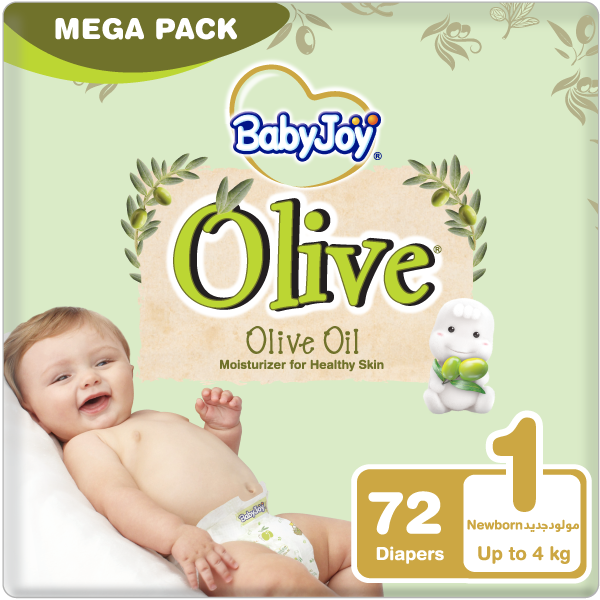 MEGA PACK
BabyJoy®
Olive®
Olive Oil
Moisturizer for Healthy Skin
BabyJoy
72
Diapers
1
Newborn مولود جديد
Up to 4 kg